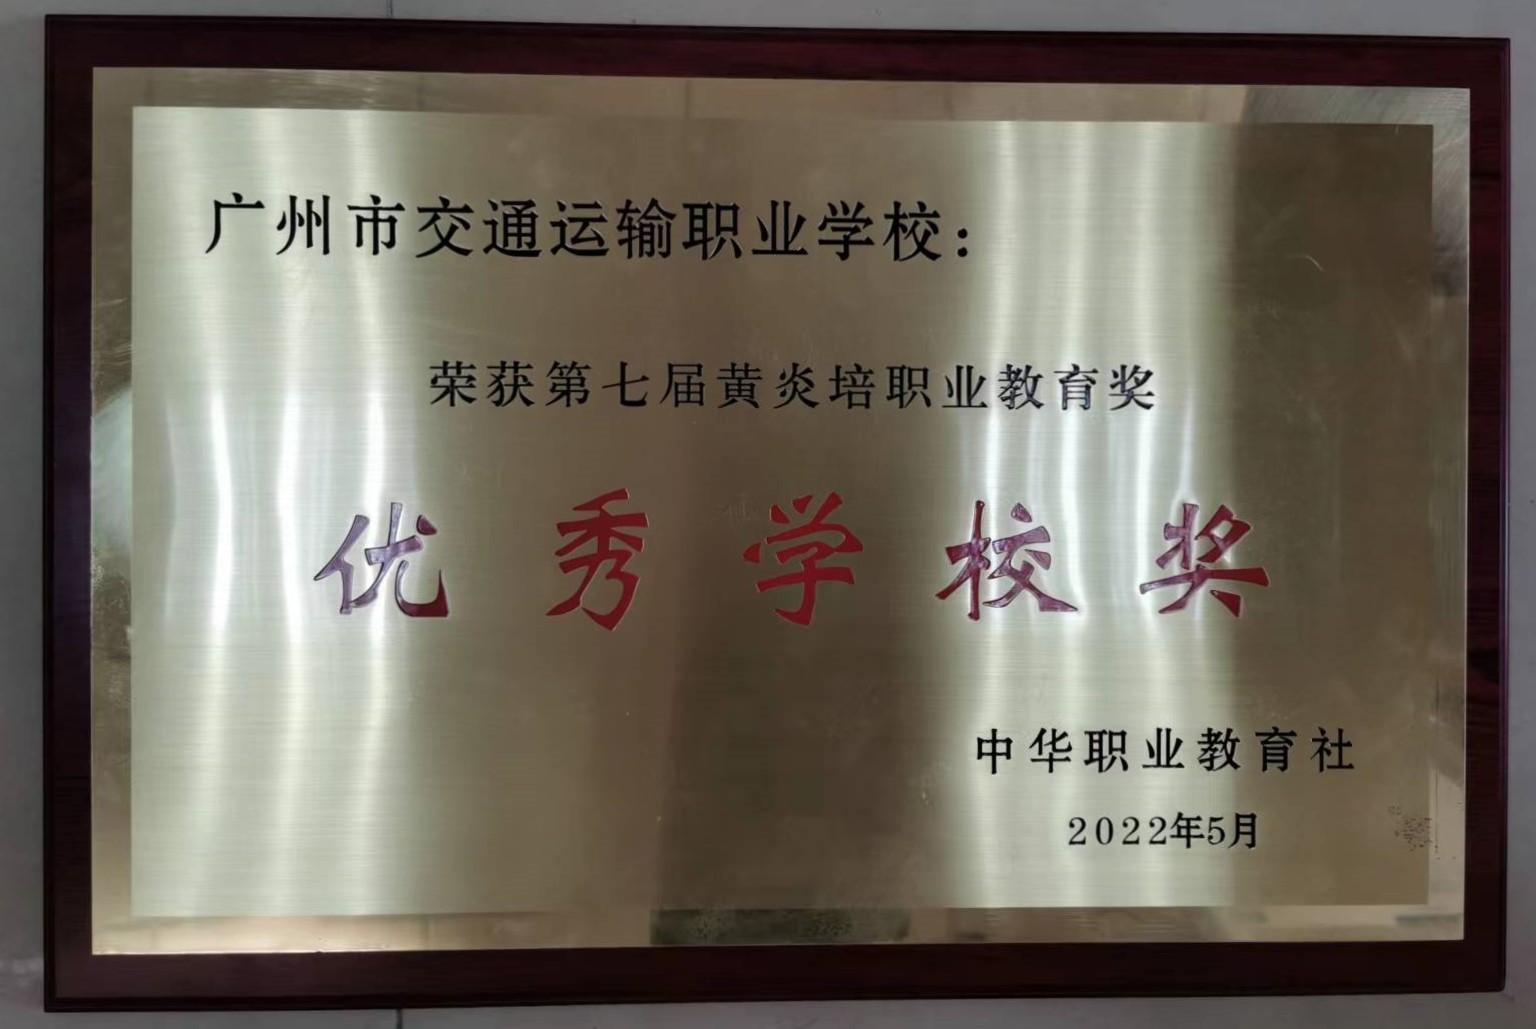 广州市交通运输职业学校：
荣获第七届黄炎培职业教育奖
优秀学校奖
中华职业教育社
2022年5月